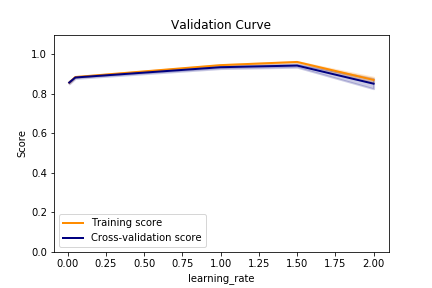 Validation Curve
1.0
0.8
0.6
0.4
0.2
0.0
Score
Training score
Cross-validation score
0.00 0.25 0.50 0.75 1.00 1.25 1.50 1.75 2.00
learning_rate